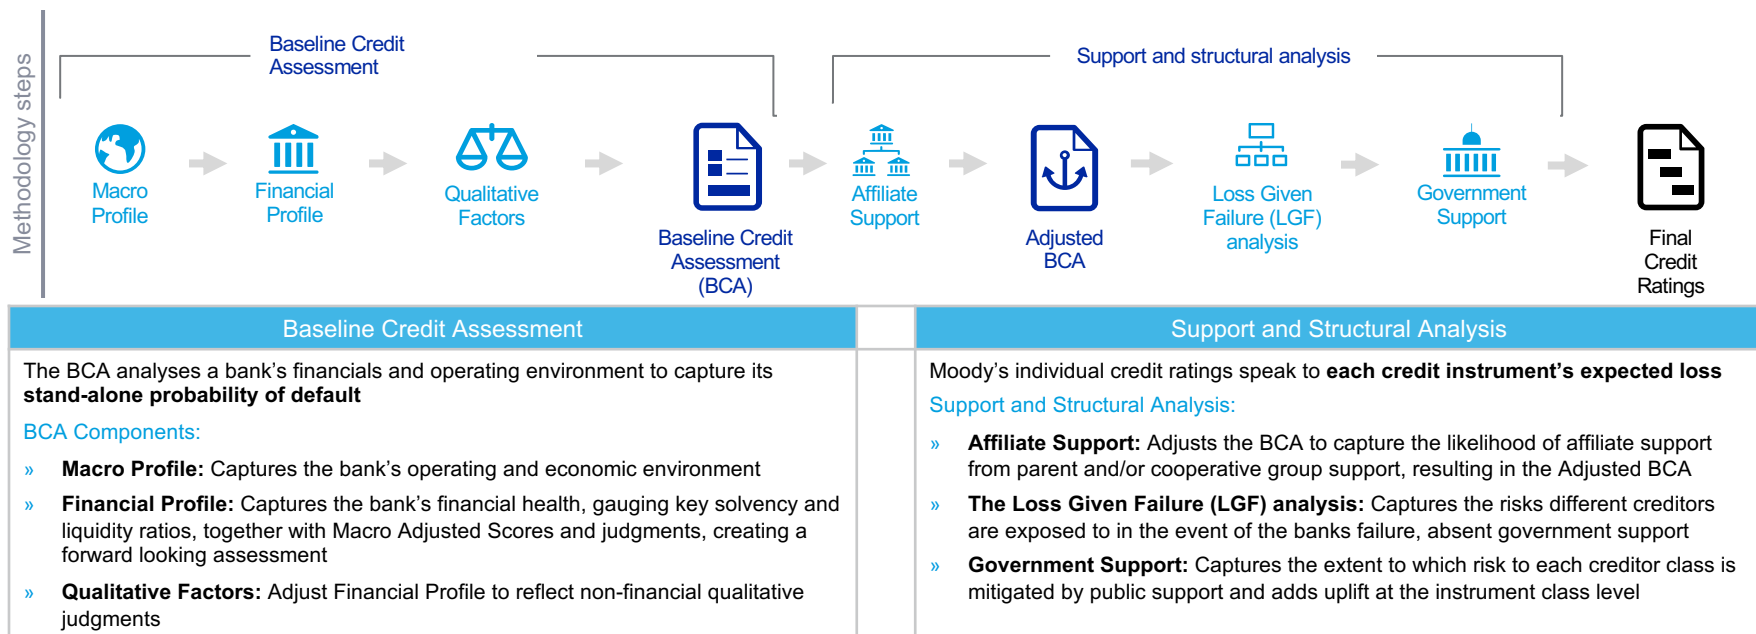 Methodology steps
Baseline Credit
Assessment
Support and structural analysis
Macro
Profile
Financial
Profile
Qualitative
Factors
Baseline Credit
Assessment
(BCA)
Affiliate
Support
Adjusted
BCA
Loss Given
Failure (LGF)
analysis
Government
Support
Final
Credit
Ratings
Baseline Credit Assessment
The BCA analyses a bank's financials and operating environment to capture its
stand-alone probability of default
BCA Components:
» Macro Profile: Captures the bank's operating and economic environment
» Financial Profile: Captures the bank's financial health, gauging key solvency and
liquidity ratios, together with Macro Adjusted Scores and judgments, creating a
forward looking assessment
» Qualitative Factors: Adjust Financial Profile to reflect non-financial qualitative
judgments
Support and Structural Analysis
Moody's individual credit ratings speak to each credit instrument's expected loss
Support and Structural Analysis:
» Affiliate Support: Adjusts the BCA to capture the likelihood of affiliate support
from parent and/or cooperative group support, resulting in the Adjusted BCA
» The Loss Given Failure (LGF) analysis: Captures the risks different creditors
are exposed to in the event of the banks failure, absent government support
» Government Support: Captures the extent to which risk to each creditor class is
mitigated by public support and adds uplift at the instrument class level